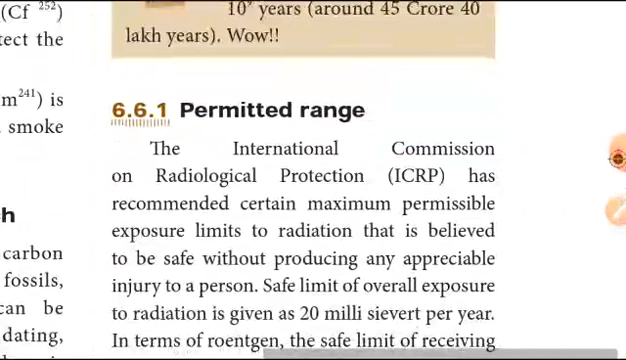 (Cf 252)
tect the
m241) is
smoke
h
carbon
fossils,
can be
dating,
109 years (around 45 Crore 40
lakh years). Wow!!
6.6.1 Permitted range
The International Commission
on Radiological Protection (ICRP) has
recommended certain maximum permissible
exposure limits to radiation that is believed
to be safe without producing any appreciable
injury to a person. Safe limit of overall exposure
to radiation is given as 20 milli sievert per year.
In terms of roentgen, the safe limit of receiving